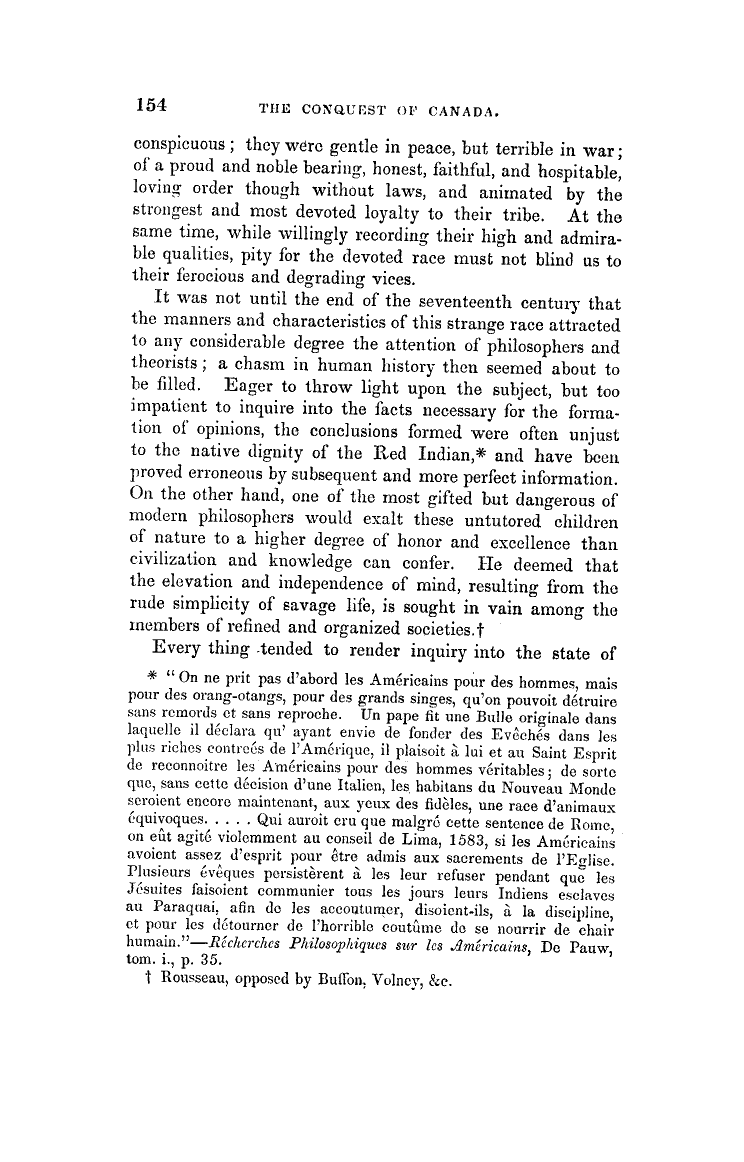 154 THE CONQUEST OF CANADA.
conspicuous ; they were gentle in peace, but terrible in war;
of a proud and noble bearing, honest, faithful, and hospitable,
loving order though without laws, and animated by the
strongest and most devoted loyalty to their tribe. At the
same time, while willingly recording their high and admira-
ble qualities, pity for the devoted race must not blind us to
their ferocious and degrading vices.
It was not until the end of the seventeenth century that
the manners and characteristics of this strange race attracted
to any considerable degree the attention of philosophers and
theorists ; a chasm in human history then seemed about to
be filled. Eager to throw light upon the subject, but too
impatient to inquire into the facts necessary for the forma-
tion of opinions, the conclusions formed were often unjust
to the native dignity of the Red Indian,* and have been
proved erroneous by subsequent and more perfect information.
On the other hand, one of the most gifted but dangerous of
modern philosophers would exalt these untutored children
of nature to a higher degree of honor and excellence than
civilization and knowledge can confer. He deemed that
the elevation and independence of mind, resulting from the
rude simplicity of savage life, is sought in vain among the
members of refined and organized societies.†
Every thing tended to render inquiry into the state of
* “On ne prit pas d'abord les Américains pour des hommes, mais
pour des orang-otangs, pour des grands singes, qu'on pouvoit détruire
sans remords et sans reproche. Un pape fit une Bulle originale dans
laquelle il déclara qu' ayant envie de fonder des Evêchés dans les
plus riches contreés de l'Amérique, il plaisoit à lui et au Saint Esprit
de reconnoitre les Américains pour des hommes véritables; de sorte
que, sans cette décision d'une Italien, les habitans du Nouveau Monde
seroient encore maintenant, aux yeux des fidèles, une race d'animaux
équivoques. . . . . Qui auroit cru que malgré cette sentence de Rome,
on eût agité violemment au conseil de Lima, 1583, si les Américains
avoient assez d'esprit pour être admis aux sacrements de l'Eglise.
Plusieurs évêques persistèrent à les leur refuser pendant que les
Jésuites faisoient communier tous les jours leurs Indiens esclaves
au Paraquai, afin de les accoutumer, disoient-ils, à la discipline,
et pour les détourner de l'horrible coutûme de se nourrir de chair
humain.”—Récherches Philosophiques sur les Américains, De Pauw,
tom. i., p. 35.
† Rousseau, opposed by Buffon, Volney, &c.